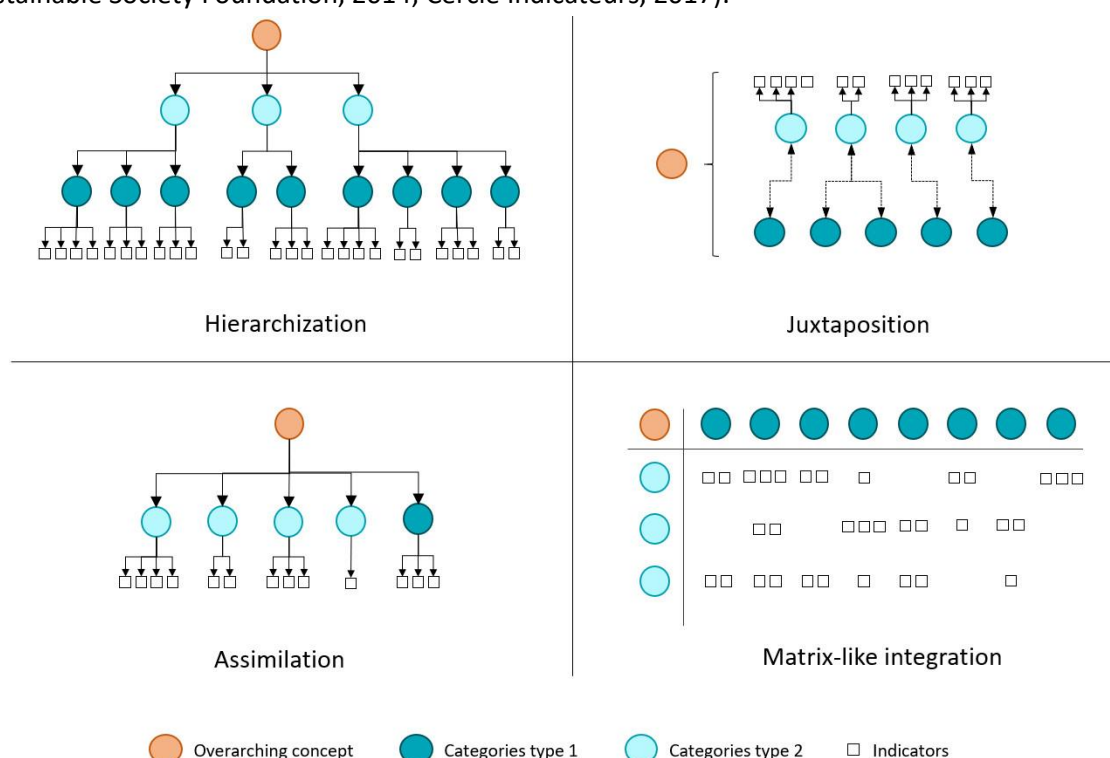 stainable Society Foundation, 2014; Cercle Indicateurs, 2017).
Hierarchization
Juxtaposition
Assimilation
Matrix-like integration
Overarching concept
Categories type 1
Categories type 2
Indicators